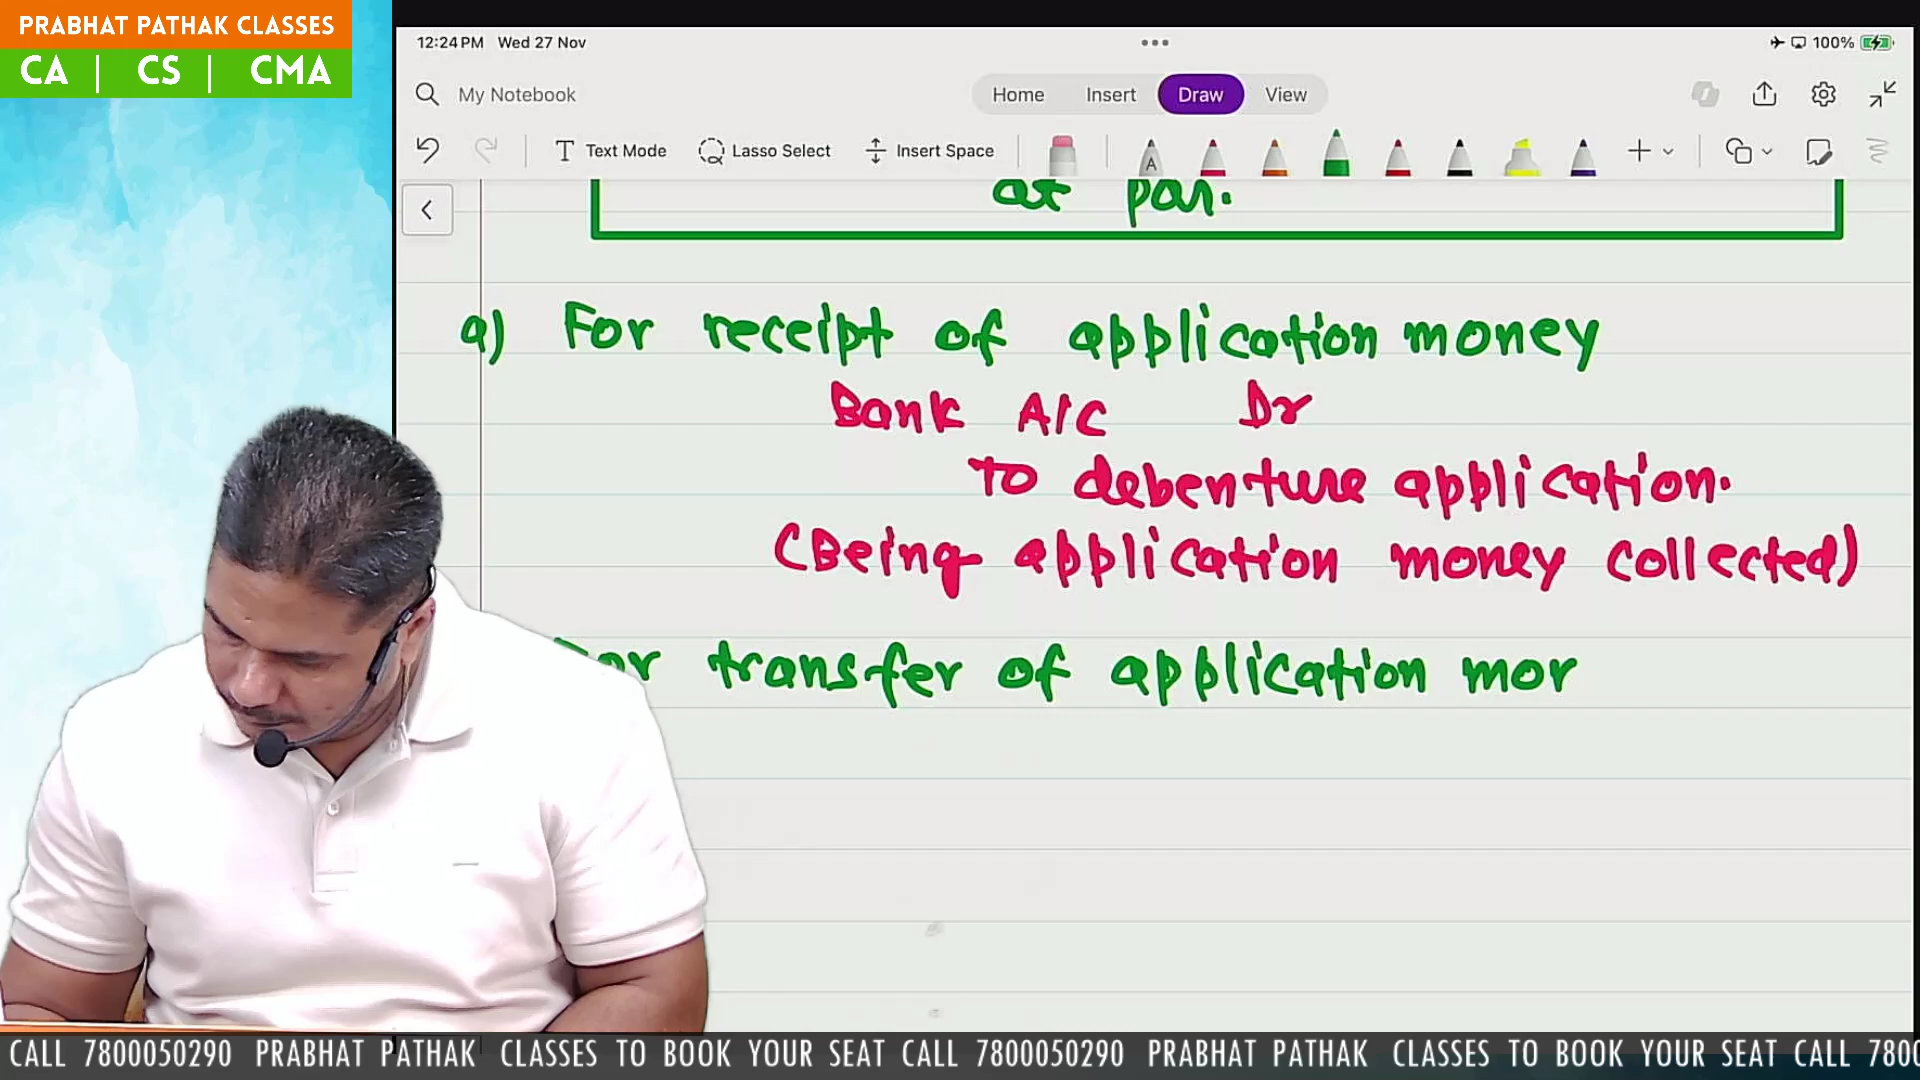 PRABHAT PATHAK CLASSES
CA | CS | CMA
12:24 PM Wed 27 Nov
100%
My Notebook
Home Insert Draw View
Text Mode Lasso Select Insert Space
A
at par.
a) For receipt of application money
Bank A/C Dr
To debenture application.
(Being application money collected)
For transfer of application mor
CALL 7800050290 PRABHAT PATHAK CLASSES TO BOOK YOUR SEAT CALL 7800050290 PRABHAT PATHAK CLASSES TO BOOK YOUR SEAT CALL 780